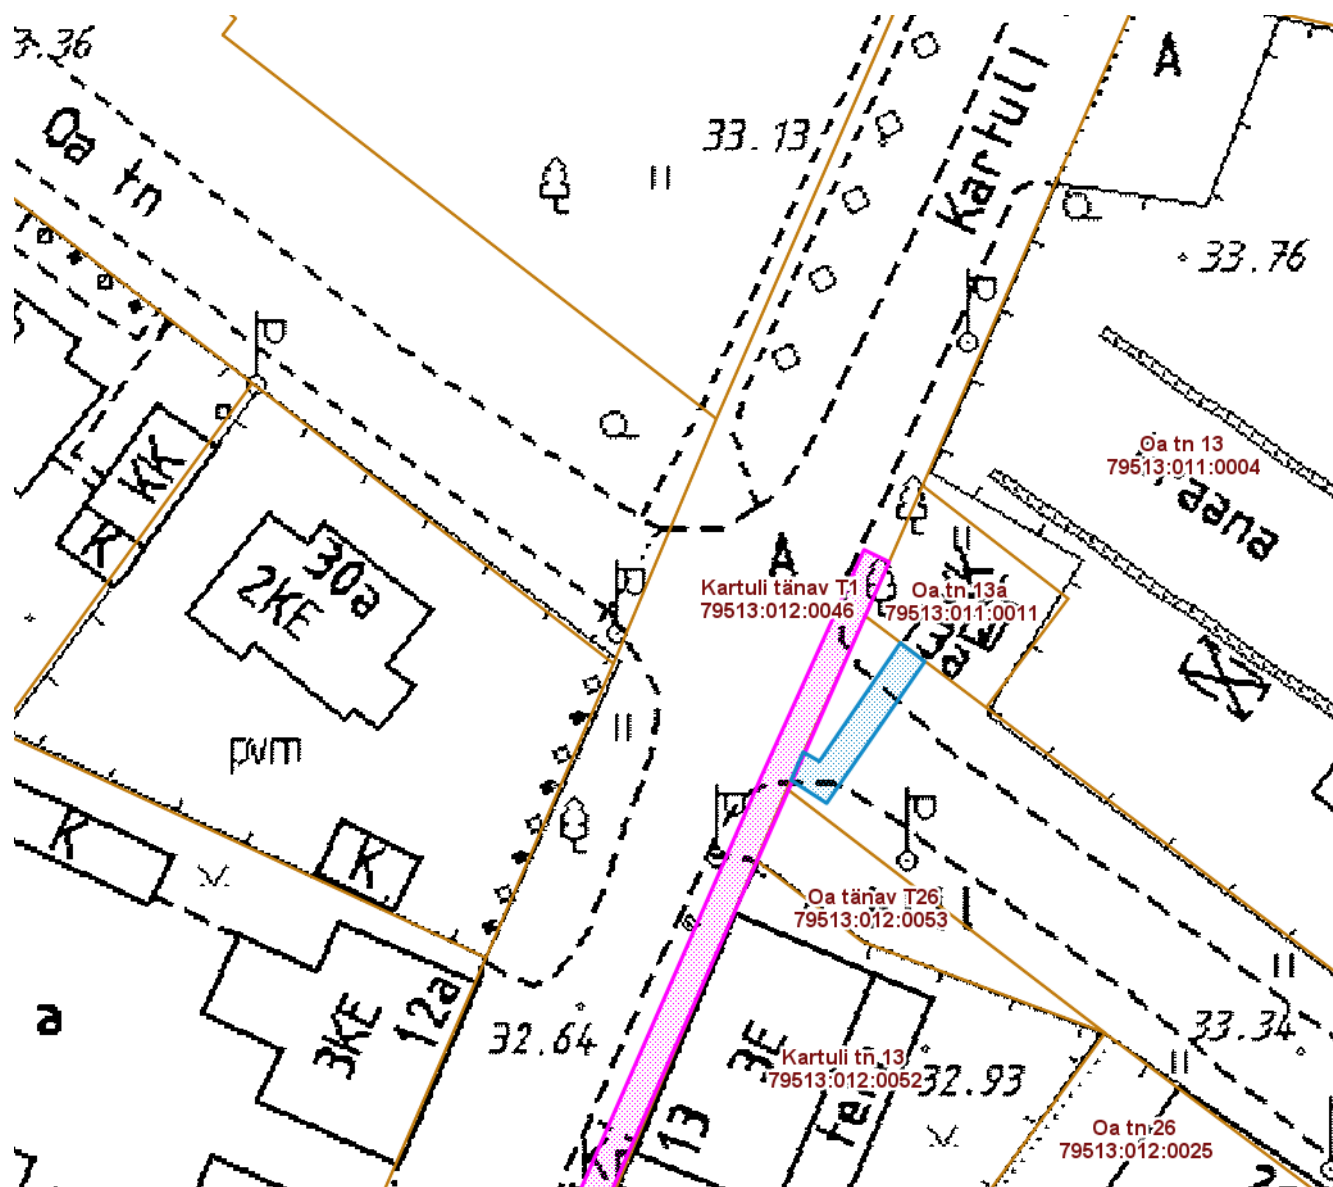 3.36
Oa tn
33.13
Kartuli
A
33.76
Oa tn 13
79513:011:0004
aana
KK
K
30a
2KE
A
Kartuli tänav T1
79513:012:0046
Oa tn 13a
79513:011:0011
pvm
K
K
Oa tänav T26
79513:012:0053
a
3KE
12a
32.64
3E
Kartuli tn 13
79513:012:0052
32.93
33.34
13
Oa tn 26
79513:012:0025